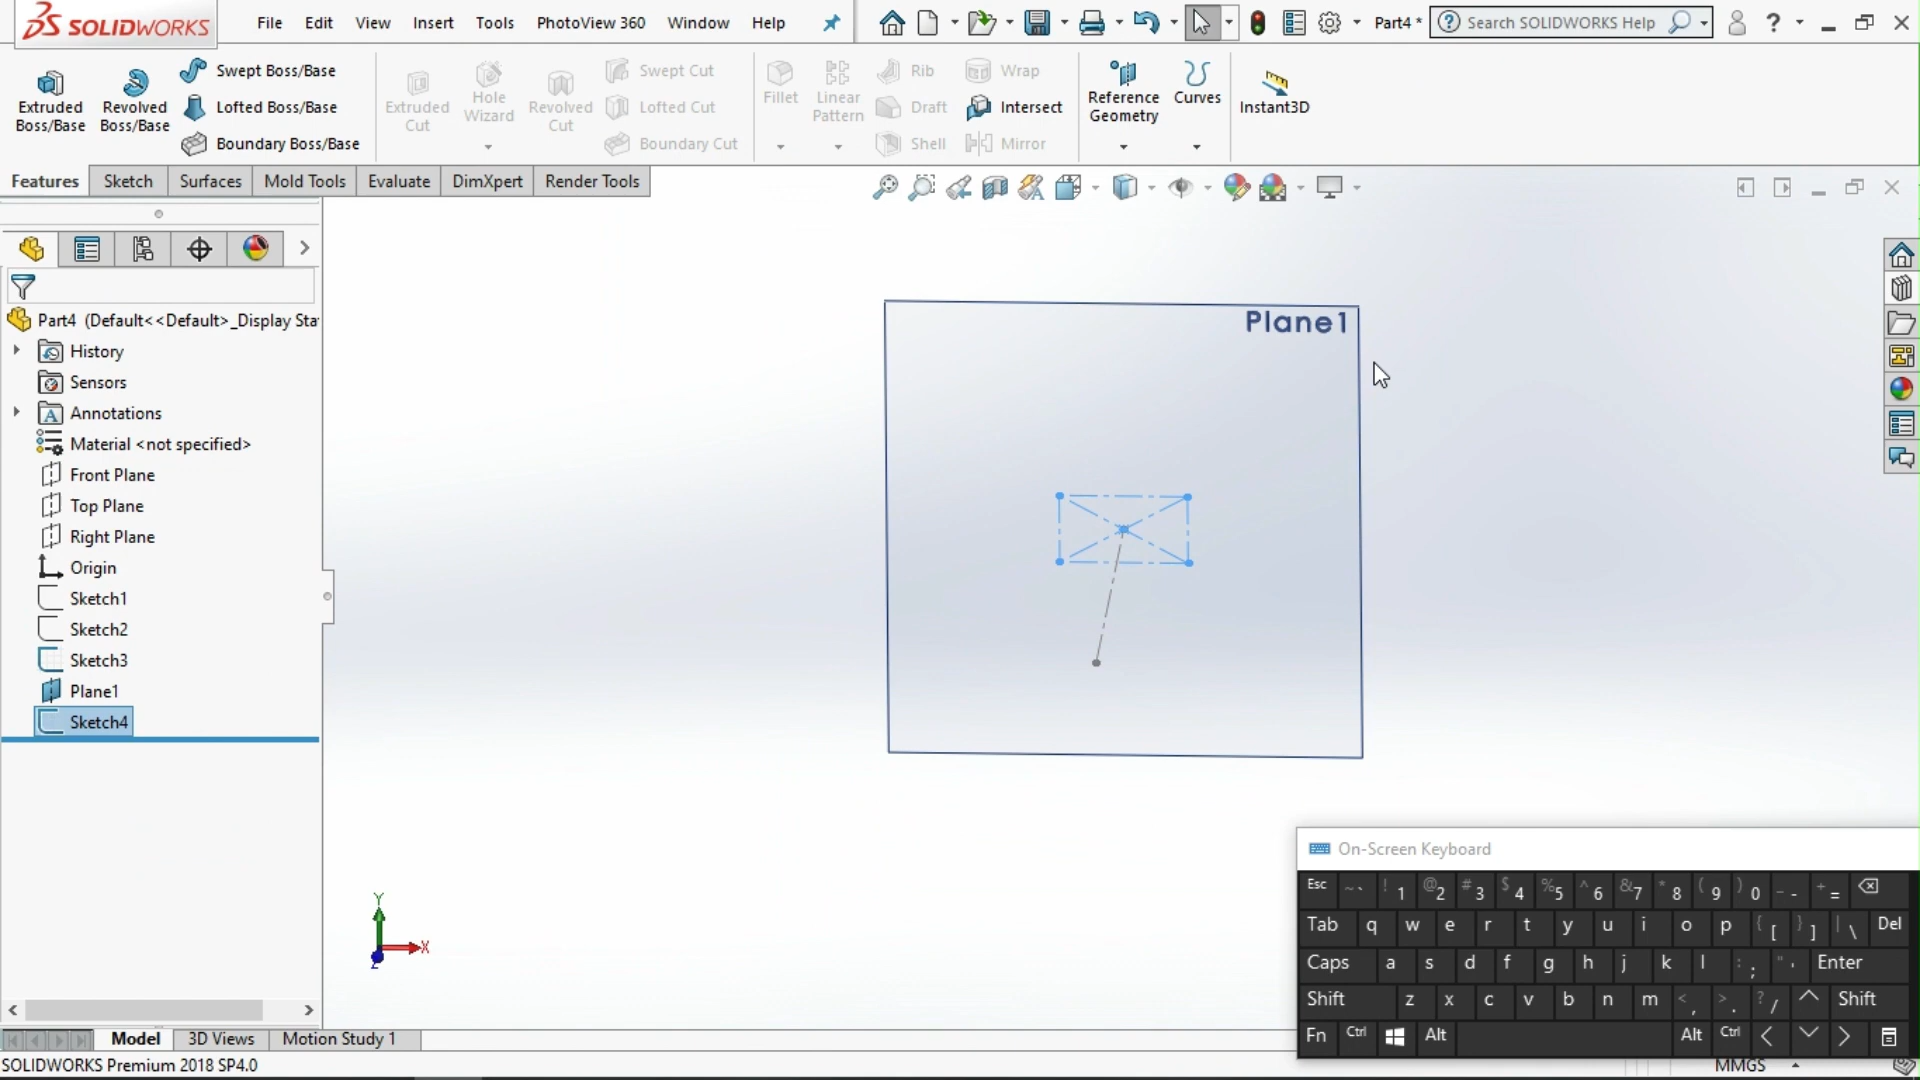 SOLIDWORKS File Edit View Insert Tools PhotoView 360 Window Help Part4 * Search SOLIDWORKS Help ?
Extruded Boss/Base
Revolved Boss/Base
Swept Boss/Base
Lofted Boss/Base
Boundary Boss/Base
Extruded Cut
Hole Wizard
Revolved Cut
Swept Cut
Lofted Cut
Boundary Cut
Fillet
Linear Pattern
Rib
Draft
Shell
Wrap
Intersect
Mirror
Reference Geometry
Curves
Instant3D
Features Sketch Surfaces Mold Tools Evaluate DimXpert Render Tools
Part4 (Default<<Default>_Display Sta
History
Sensors
Annotations
Material <not specified>
Front Plane
Top Plane
Right Plane
Origin
Sketch1
Sketch2
Sketch3
Plane1
Sketch4
Plane1
Y
X
Z
On-Screen Keyboard
Esc ~ ` ! 1 @ 2 # 3 $ 4 % 5 ^ 6 & 7 * 8 ( 9 ) 0 _ - + =
Tab q w e r t y u i o p { [ } ] | \ Del
Caps a s d f g h j k l : ; " ' Enter
Shift z x c v b n m < , > . ? / Shift
Fn Ctrl Alt Alt Ctrl
Model 3D Views Motion Study 1
SOLIDWORKS Premium 2018 SP4.0 MMGS